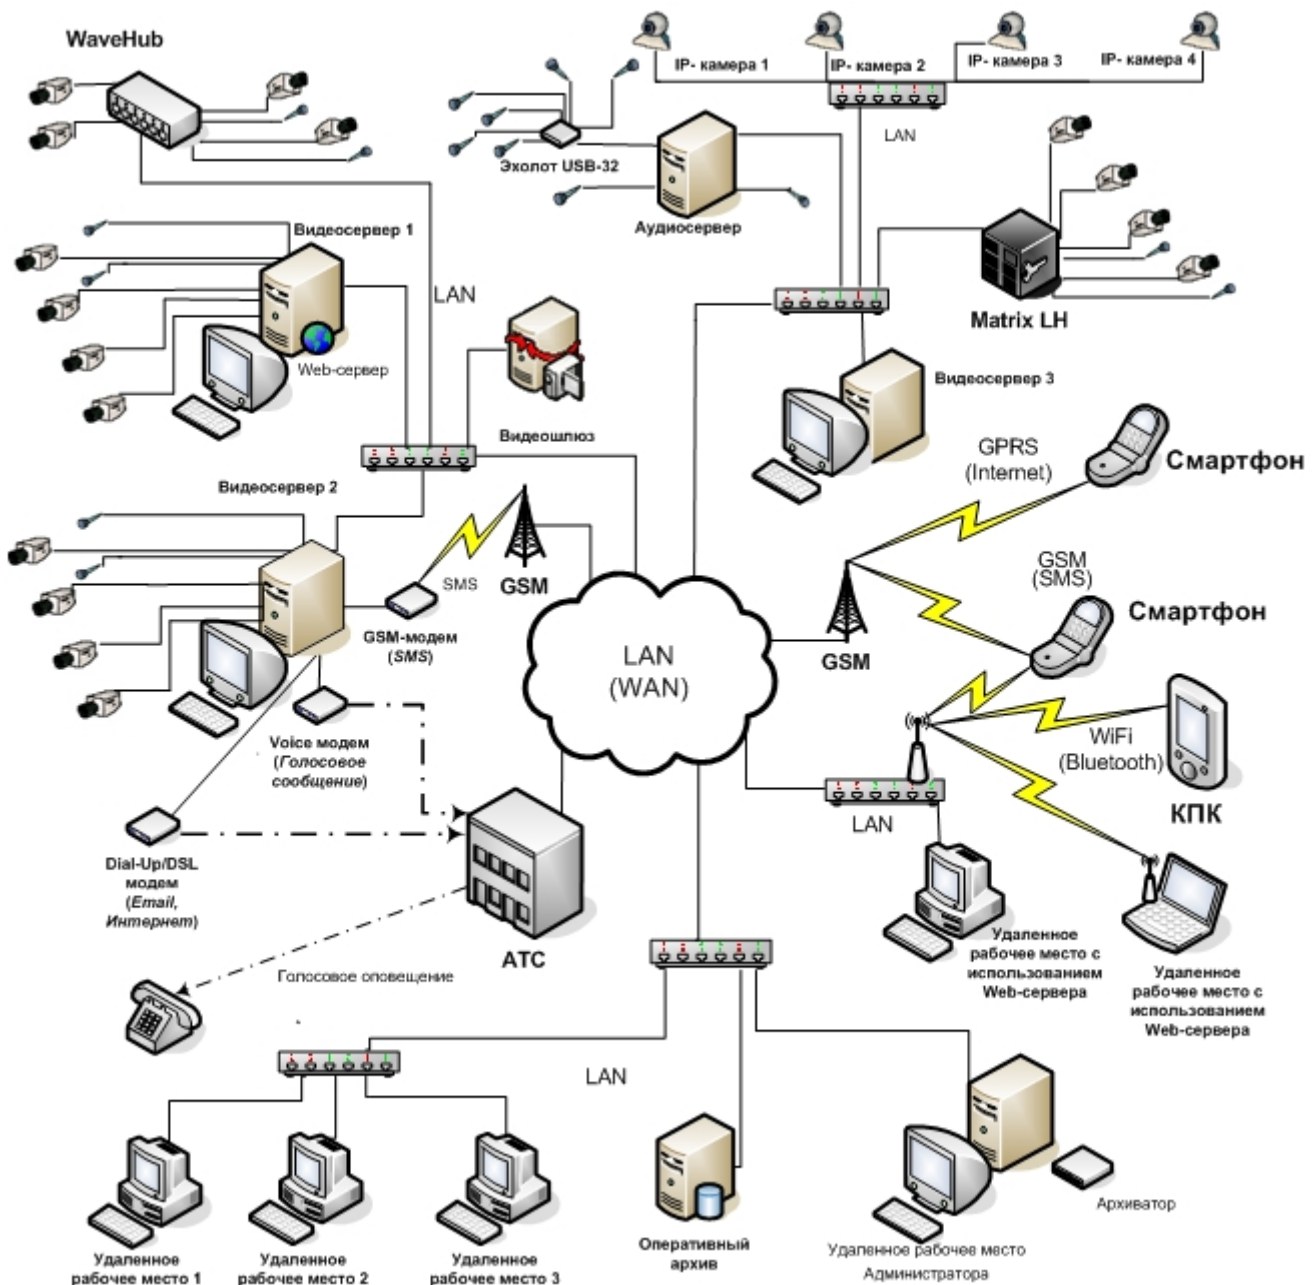 WaveHub
IP- камера 1
IP- камера 2
IP- камера 3
IP- камера 4
LAN
Эхолот USB-32
Аудиосервер
Видеосервер 1
LAN
Matrix LH
Web-сервер
Видеосервер 3
Видеошлюз
GPRS
(Internet)
Смартфон
Видеосервер 2
SMS
GSM
GSM
(SMS)
Смартфон
GSM-модем
(SMS)
LAN
(WAN)
GSM
Voice модем
(Голосовое
сообщение)
WiFi
(Bluetooth)
КПК
LAN
Dial-Up/DSL
модем
(Email,
Интернет)
АТС
Удаленное
рабочее место с
использованием
Web-сервера
Удаленное
рабочее место с
использованием
Web-сервера
Голосовое оповещение
LAN
Архиватор
Удаленное
рабочее место 1
Удаленное
рабочее место 2
Удаленное
рабочее место 3
Оперативный
архив
Удаленное рабочее место
Администратора